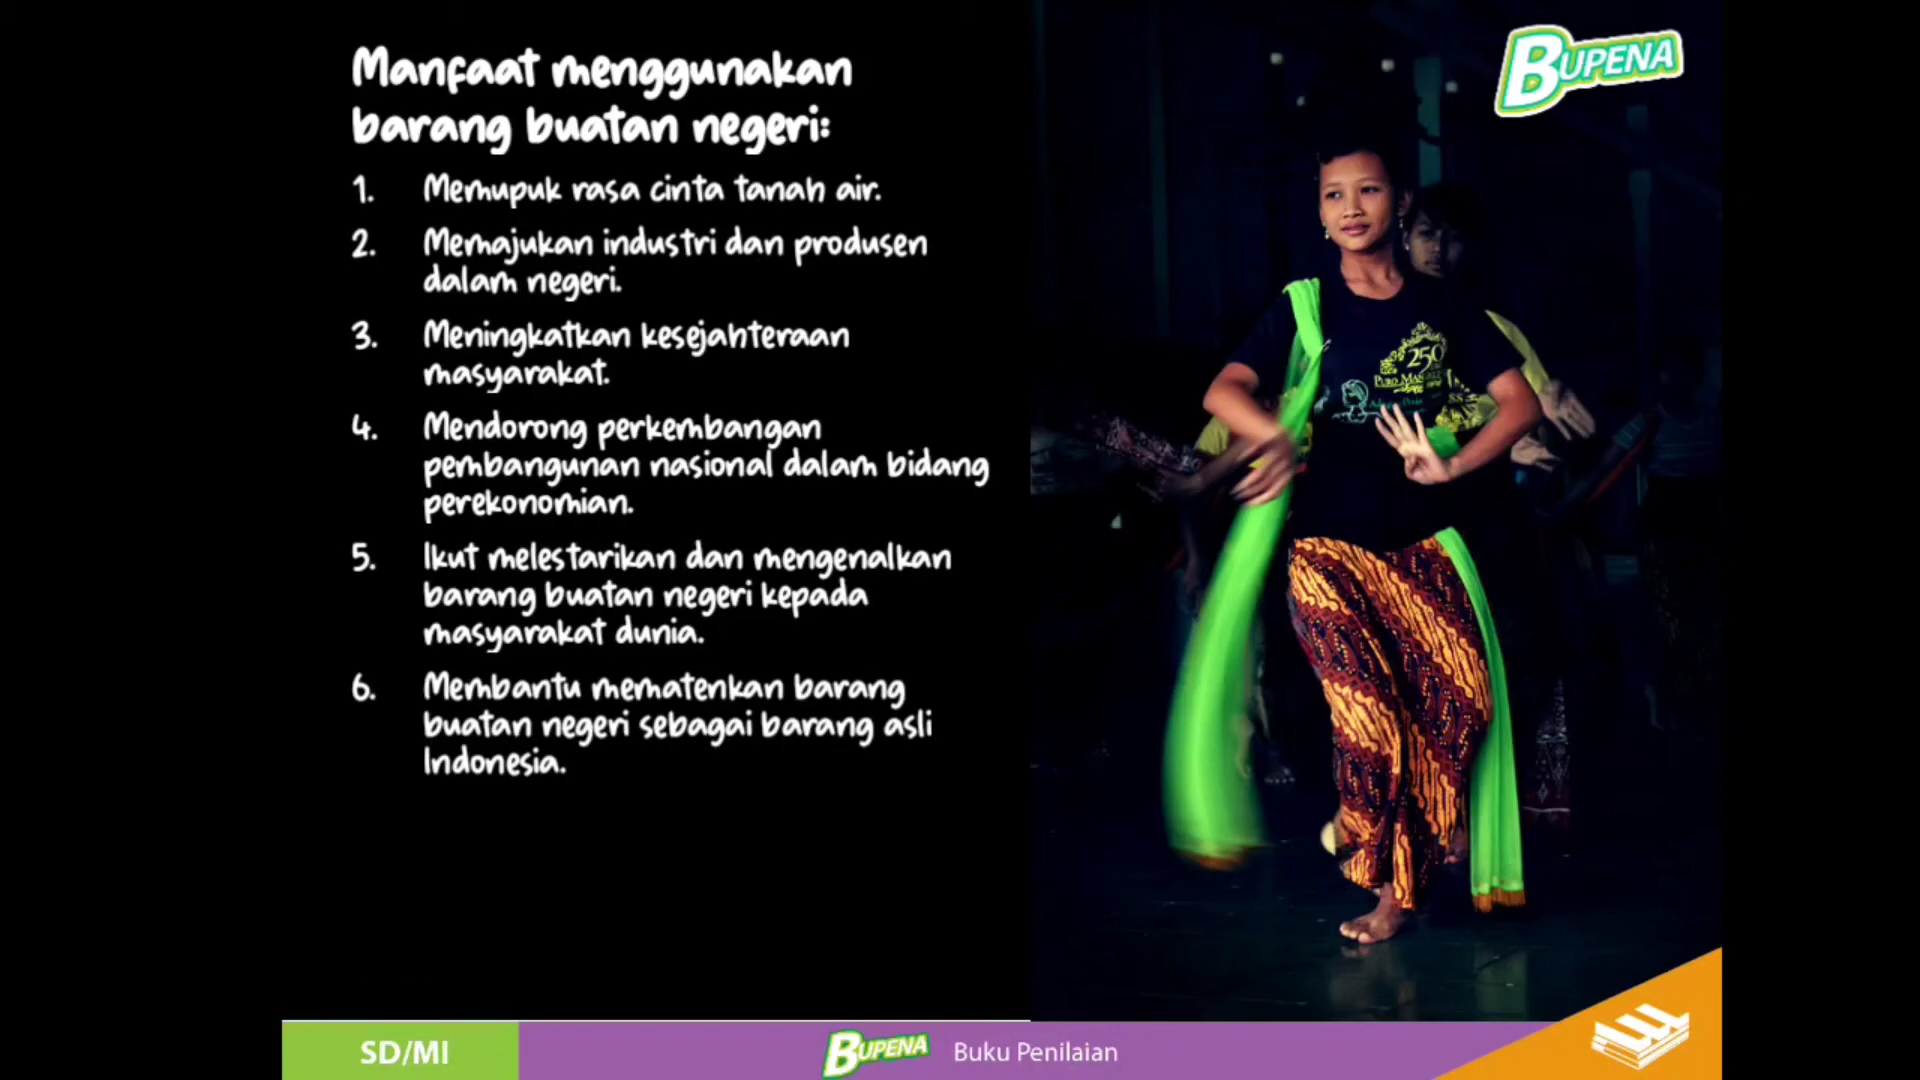 Manfaat menggunakan
barang buatan negeri:
1. Memupuk rasa cinta tanah air.
2. Memajukan industri dan produsen
dalam negeri.
3. Meningkatkan kesejahteraan
masyarakat.
4. Mendorong perkembangan
pembangunan nasional dalam bidang
perekonomian.
5. Ikut melestarikan dan mengenalkan
barang buatan negeri kepada
masyarakat dunia.
6. Membantu mematenkan barang
buatan negeri sebagai barang asli
Indonesia.
BUPENA
250
SD/MI
BUPENA Buku Penilaian